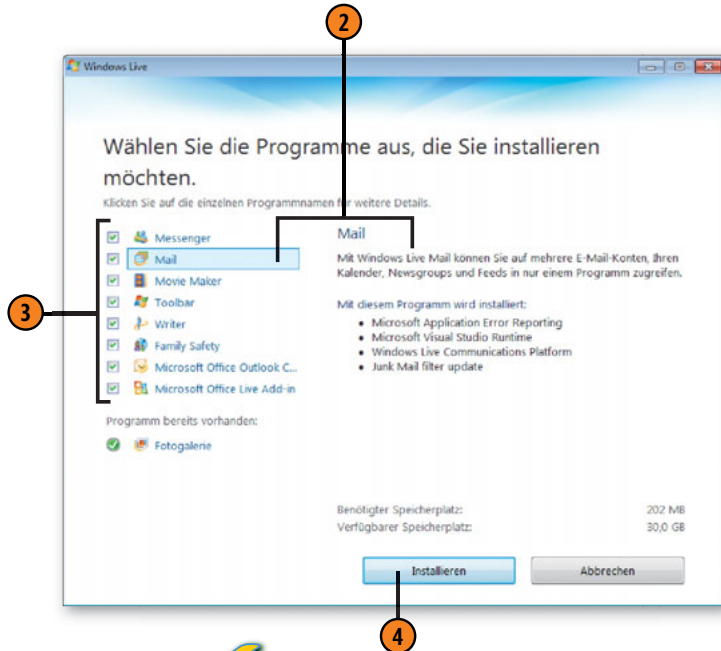 2
Windows Live
Wählen Sie die Programme aus, die Sie installieren
möchten.
Klicken Sie auf die einzelnen Programmnamen für weitere Details.
3
Messenger
Mail
Movie Maker
Toolbar
Writer
Family Safety
Microsoft Office Outlook C...
Microsoft Office Live Add-in
Programm bereits vorhanden:
Fotogalerie
Mail
Mit Windows Live Mail können Sie auf mehrere E-Mail-Konten, Ihren
Kalender, Newsgroups und Feeds in nur einem Programm zugreifen.
Mit diesem Programm wird installiert:
• Microsoft Application Error Reporting
• Microsoft Visual Studio Runtime
• Windows Live Communications Platform
• Junk Mail filter update
Benötigter Speicherplatz: 202 MB
Verfügbarer Speicherplatz: 30,0 GB
Installieren Abbrechen
4